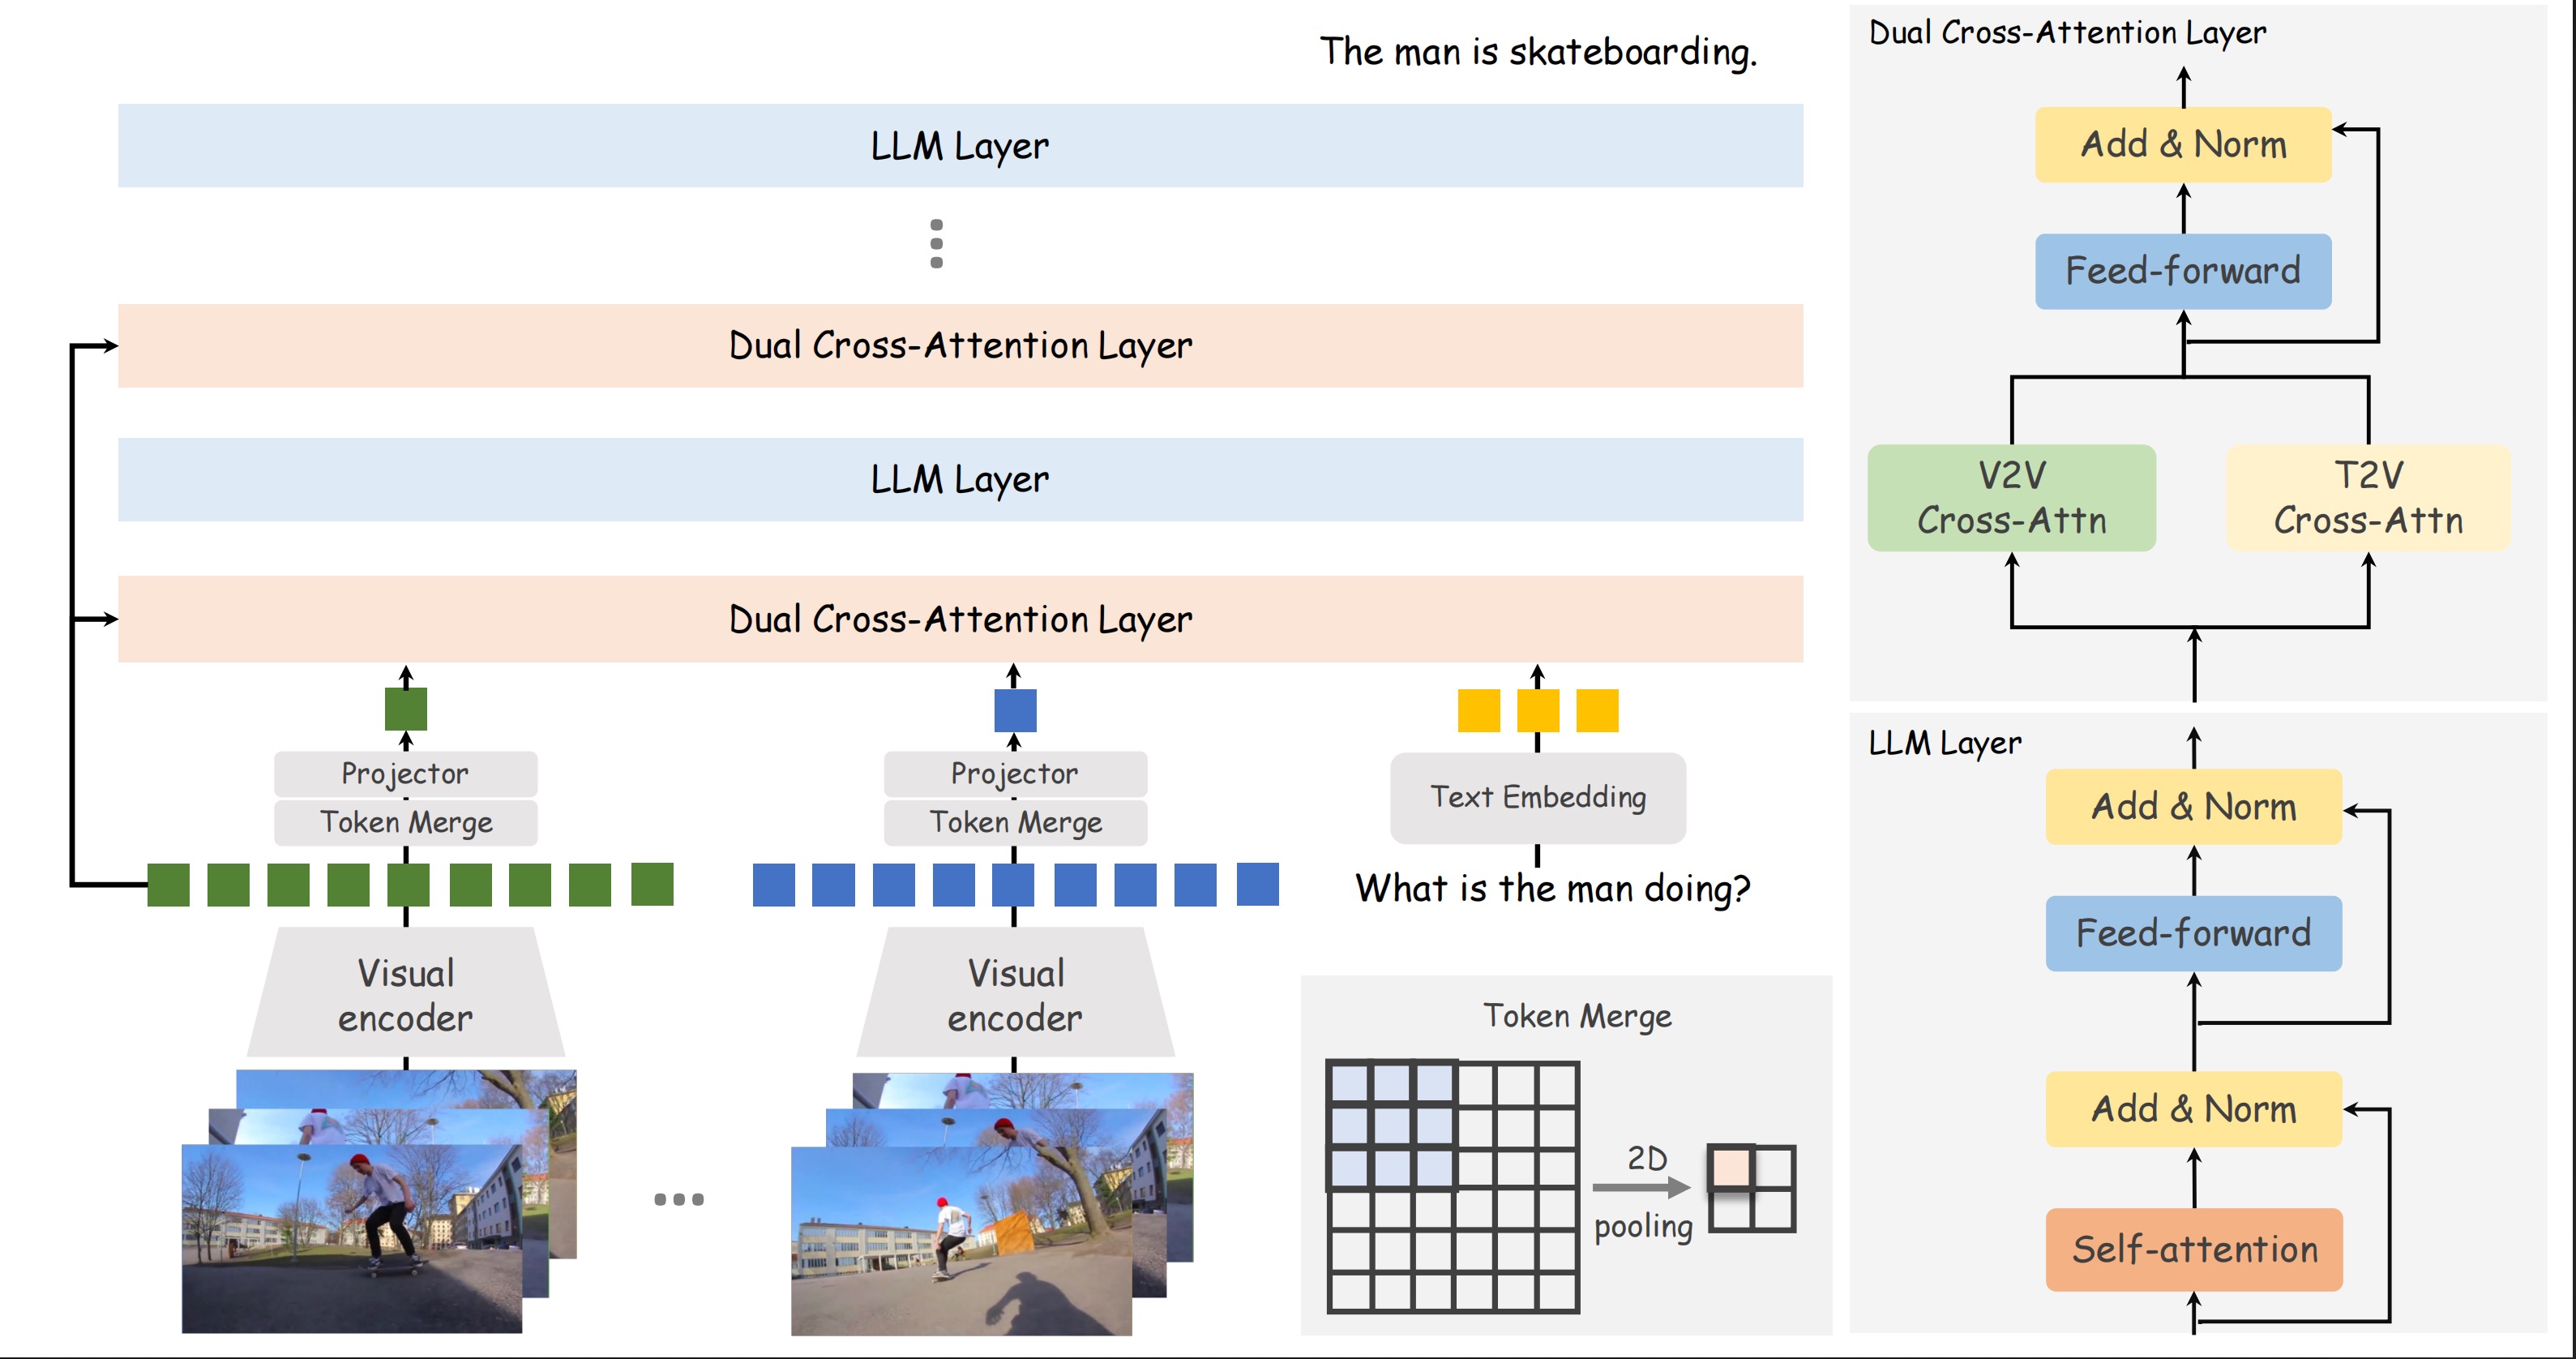 The man is skateboarding.
LLM Layer
Dual Cross-Attention Layer
LLM Layer
Dual Cross-Attention Layer
Projector
Token Merge
Projector
Token Merge
Text Embedding
What is the man doing?
Visual
encoder
Visual
encoder
Token Merge
2D
pooling
Dual Cross-Attention Layer
Add & Norm
Feed-forward
V2V
Cross-Attn
T2V
Cross-Attn
LLM Layer
Add & Norm
Feed-forward
Add & Norm
Self-attention